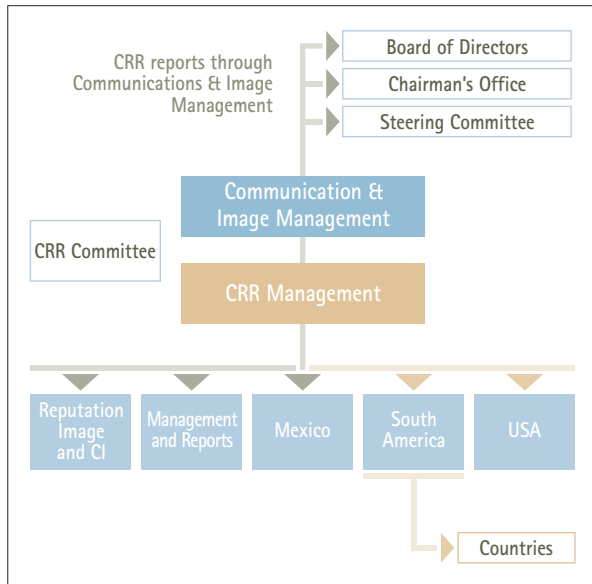 CRR reports through
Communications & Image
Management
Board of Directors
Chairman's Office
Steering Committee
Communication &
Image Management
CRR Committee
CRR Management
Reputation
Image
and CI
Management
and Reports
Mexico
South
America
USA
Countries